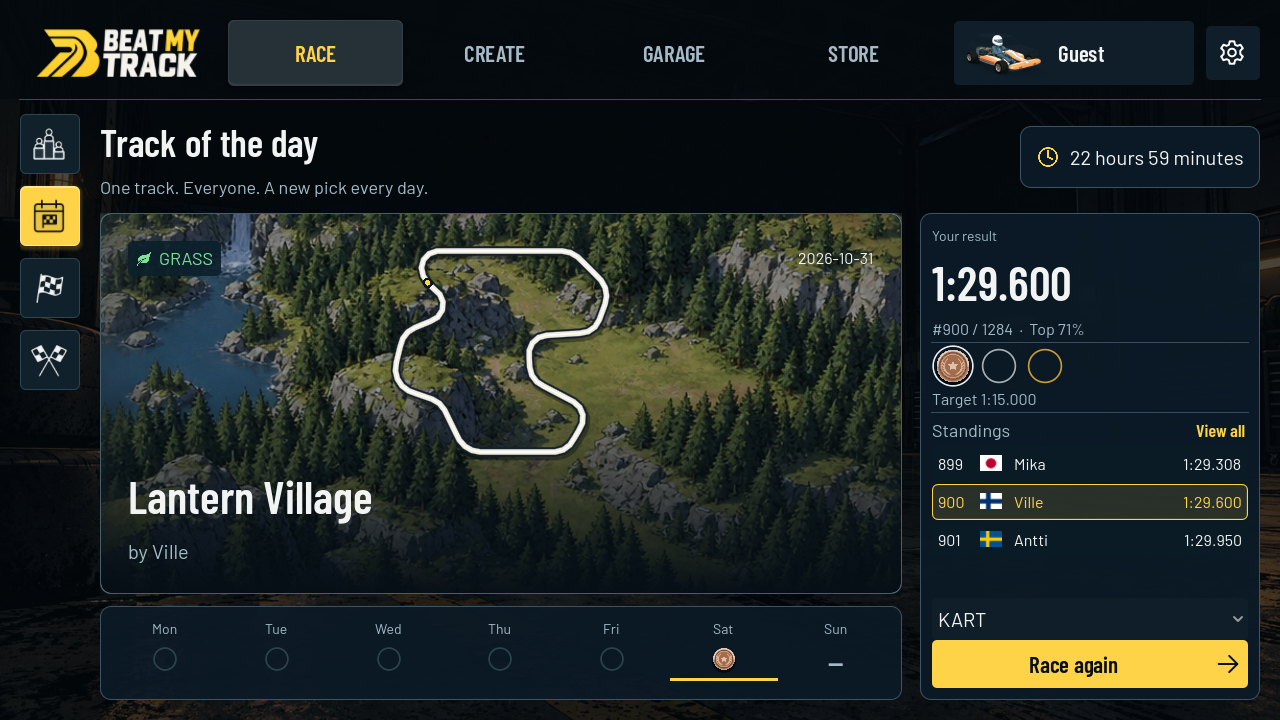 BEATMY
TRACK
RACE
CREATE
GARAGE
STORE
Guest
Track of the day
One track. Everyone. A new pick every day.
22 hours 59 minutes
GRASS
2026-10-31
Lantern Village
by Ville
Your result
1:29.600
#900 / 1284 · Top 71%
Target 1:15.000
Standings View all
899 Mika 1:29.308
900 Ville 1:29.600
901 Antti 1:29.950
KART
Race again
Mon Tue Wed Thu Fri Sat Sun
–